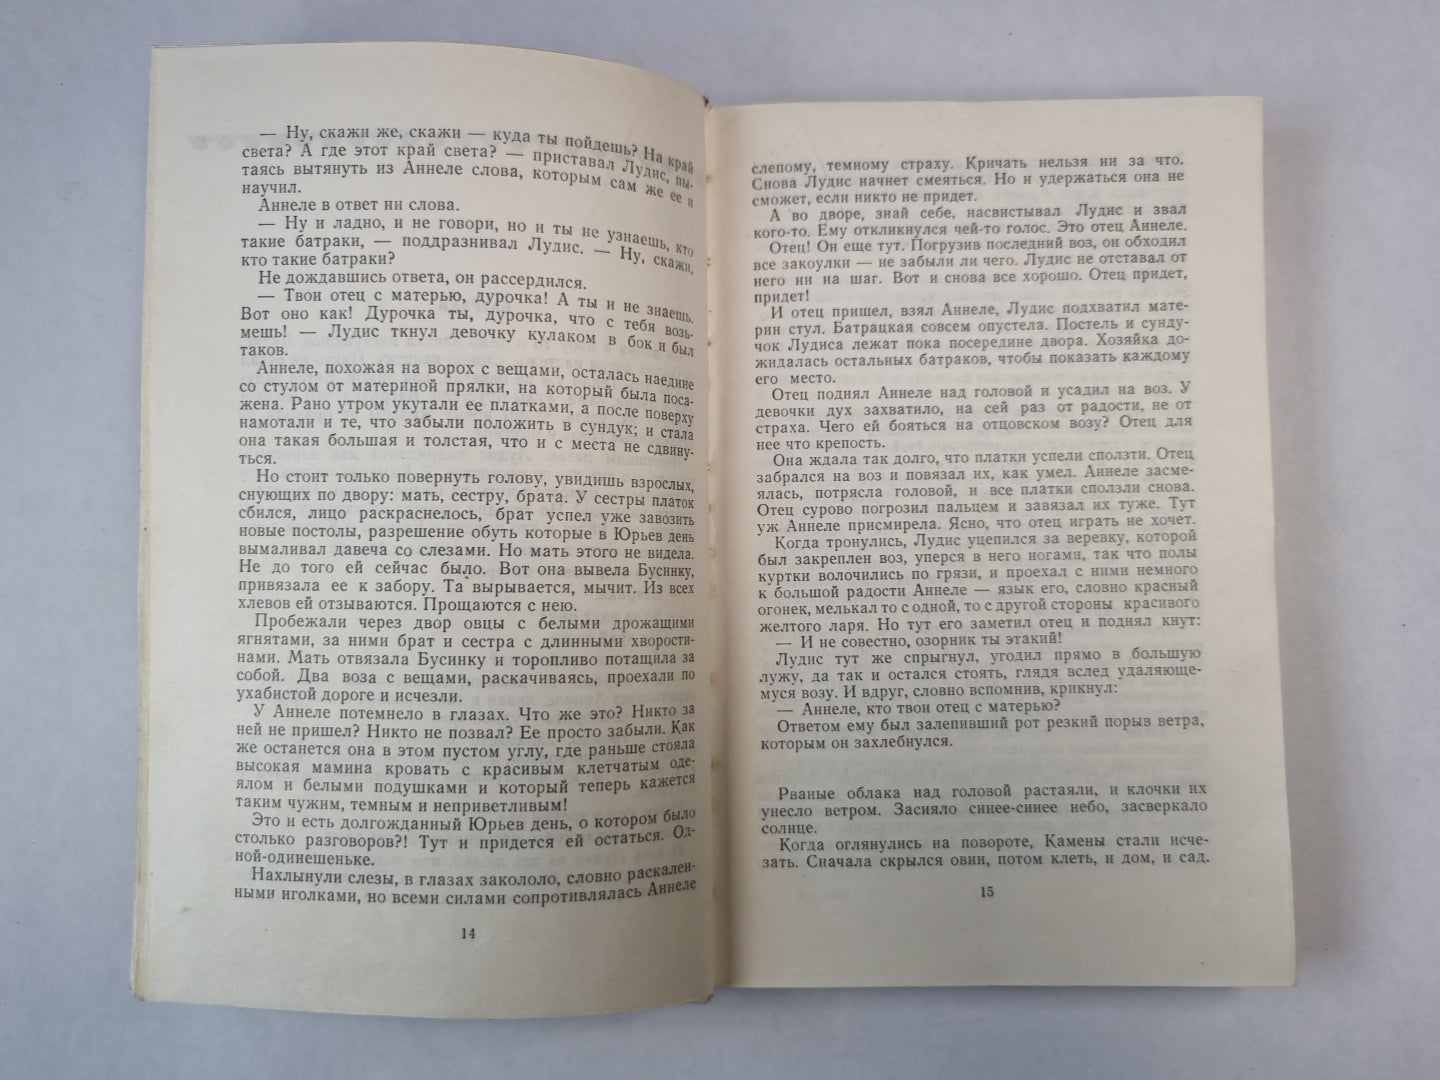 — Ну, скажи же, скажи — куда ты пойдешь? На край
света? А где этот край света? — приставал Лудис, пы-
таясь вытянуть из Аннеле слова, которым сам же ее и
научил.
Аннеле в ответ ни слова.
— Ну и ладно, и не говори, но и ты не узнаешь, кто
такие батраки, — поддразнивал Лудис. — Ну, скажи,
кто такие батраки?
Не дождавшись ответа, он рассердился.
— Твои отец с матерью, дурочка! А ты и не знаешь.
Вот оно как! Дурочка ты, дурочка, что с тебя возь-
мешь! — Лудис ткнул девочку кулаком в бок и был
таков.
Аннеле, похожая на ворох с вещами, осталась наедине
со стулом от материной прялки, на который была поса-
жена. Рано утром укутали ее платками, а после поверху
намотали и те, что забыли положить в сундук; и стала
она такая большая и толстая, что и с места не сдвину-
ться.
Но стоит только повернуть голову, увидишь взрослых,
снующих по двору: мать, сестру, брата. У сестры платок
сбился, лицо раскраснелось, брат успел уже завозить
новые постолы, разрешение обуть которые в Юрьев день
вымаливал давеча со слезами. Но мать этого не видела.
Не до того ей сейчас было. Вот она вывела Бусинку,
привязала ее к забору. Та вырывается, мычит. Из всех
хлевов ей отзываются. Прощаются с нею.
Пробежали через двор овцы с белыми дрожащими
ягнятами, за ними брат и сестра с длинными хворости-
нами. Мать отвязала Бусинку и торопливо потащила за
собой. Два воза с вещами, раскачиваясь, проехали по
ухабистой дороге и исчезли.
У Аннеле потемнело в глазах. Что же это? Никто за
ней не пришел? Никто не позвал? Ее просто забыли. Как
же останется она в этом пустом углу, где раньше стояла
высокая мамина кровать с красивым клетчатым оде-
ялом и белыми подушками и который теперь кажется
таким чужим, темным и неприветливым!
Это и есть долгожданный Юрьев день, о котором было
столько разговоров?! Тут и придется ей остаться. Од-
ной-одинешеньке.
Нахлынули слезы, в глазах закололо, словно раскален-
ными иголками, но всеми силами сопротивлялась Аннеле
14
слепому, темному страху. Кричать нельзя ни за что.
Снова Лудис начнет смеяться. Но и удержаться она не
сможет, если никто не придет.
А во дворе, знай себе, насвистывал Лудис и звал
кого-то. Ему откликнулся чей-то голос. Это отец Аннеле.
Отец! Он еще тут. Погрузив последний воз, он обходил
все закоулки — не забыли ли чего. Лудис не отставал от
него ни на шаг. Вот и снова все хорошо. Отец придет,
придет!
И отец пришел, взял Аннеле, Лудис подхватил мате-
рин стул. Батрацкая совсем опустела. Постель и сунду-
чок Лудиса лежат пока посередине двора. Хозяйка до-
жидалась остальных батраков, чтобы показать каждому
его место.
Отец поднял Аннеле над головой и усадил на воз. У
девочки дух захватило, на сей раз от радости, не от
страха. Чего ей бояться на отцовском возу? Отец для
нее что крепость.
Она ждала так долго, что платки успели сползти. Отец
забрался на воз и повязал их, как умел. Аннеле засме-
ялась, потрясла головой, и все платки сползли снова.
Отец сурово погрозил пальцем и завязал их туже. Тут
уж Аннеле присмирела. Ясно, что отец играть не хочет.
Когда тронулись, Лудис уцепился за веревку, которой
был закреплен воз, уперся в него ногами, так что полы
куртки волочились по грязи, и проехал с ними немного
к большой радости Аннеле — язык его, словно красный
огонек, мелькал то с одной, то с другой стороны красивого
желтого ларя. Но тут его заметил отец и поднял кнут:
— И не совестно, озорник ты этакий!
Лудис тут же спрыгнул, угодил прямо в большую
лужу, да так и остался стоять, глядя вслед удаляюще-
муся возу. И вдруг, словно вспомнив, крикнул:
— Аннеле, кто твои отец с матерью?
Ответом ему был залепивший рот резкий порыв ветра,
которым он захлебнулся.
Рваные облака над головой растаяли, и клочки их
унесло ветром. Засияло синее-синее небо, засверкало
солнце.
Когда оглянулись на повороте, Камены стали исче-
зать. Сначала скрылся овин, потом клеть, и дом, и сад.
15